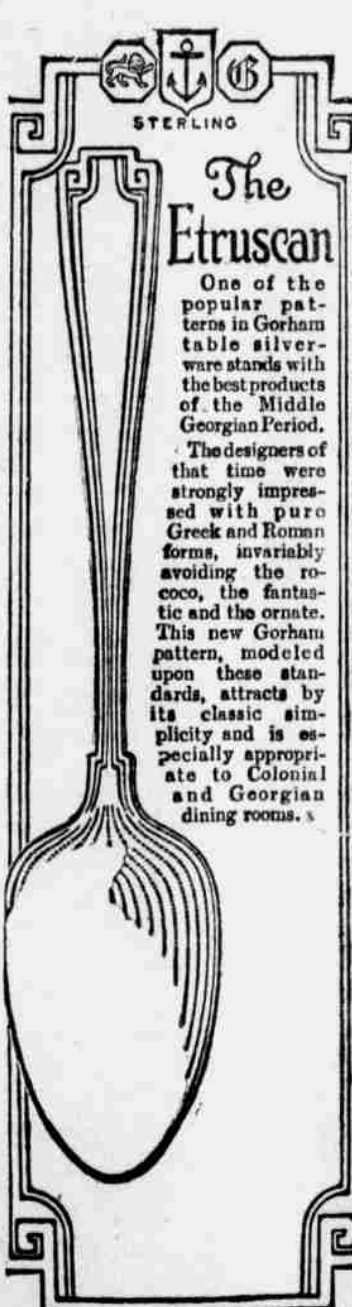 G
STERLING
The
Etruscan
One of the
popular pat-
terns in Gorham
table silver-
ware stands with
the best products
of the Middle
Georgian Period.
The designers of
that time were
strongly impres-
sed with pure
Greek and Roman
forms, invariably
avoiding the ro-
coco, the fantas-
tic and the ornate.
This new Gorham
pattern, modeled
upon these stan-
dards, attracts by
its classic sim-
plicity and is es-
pecially appropri-
ate to Colonial
and Georgian
dining rooms.